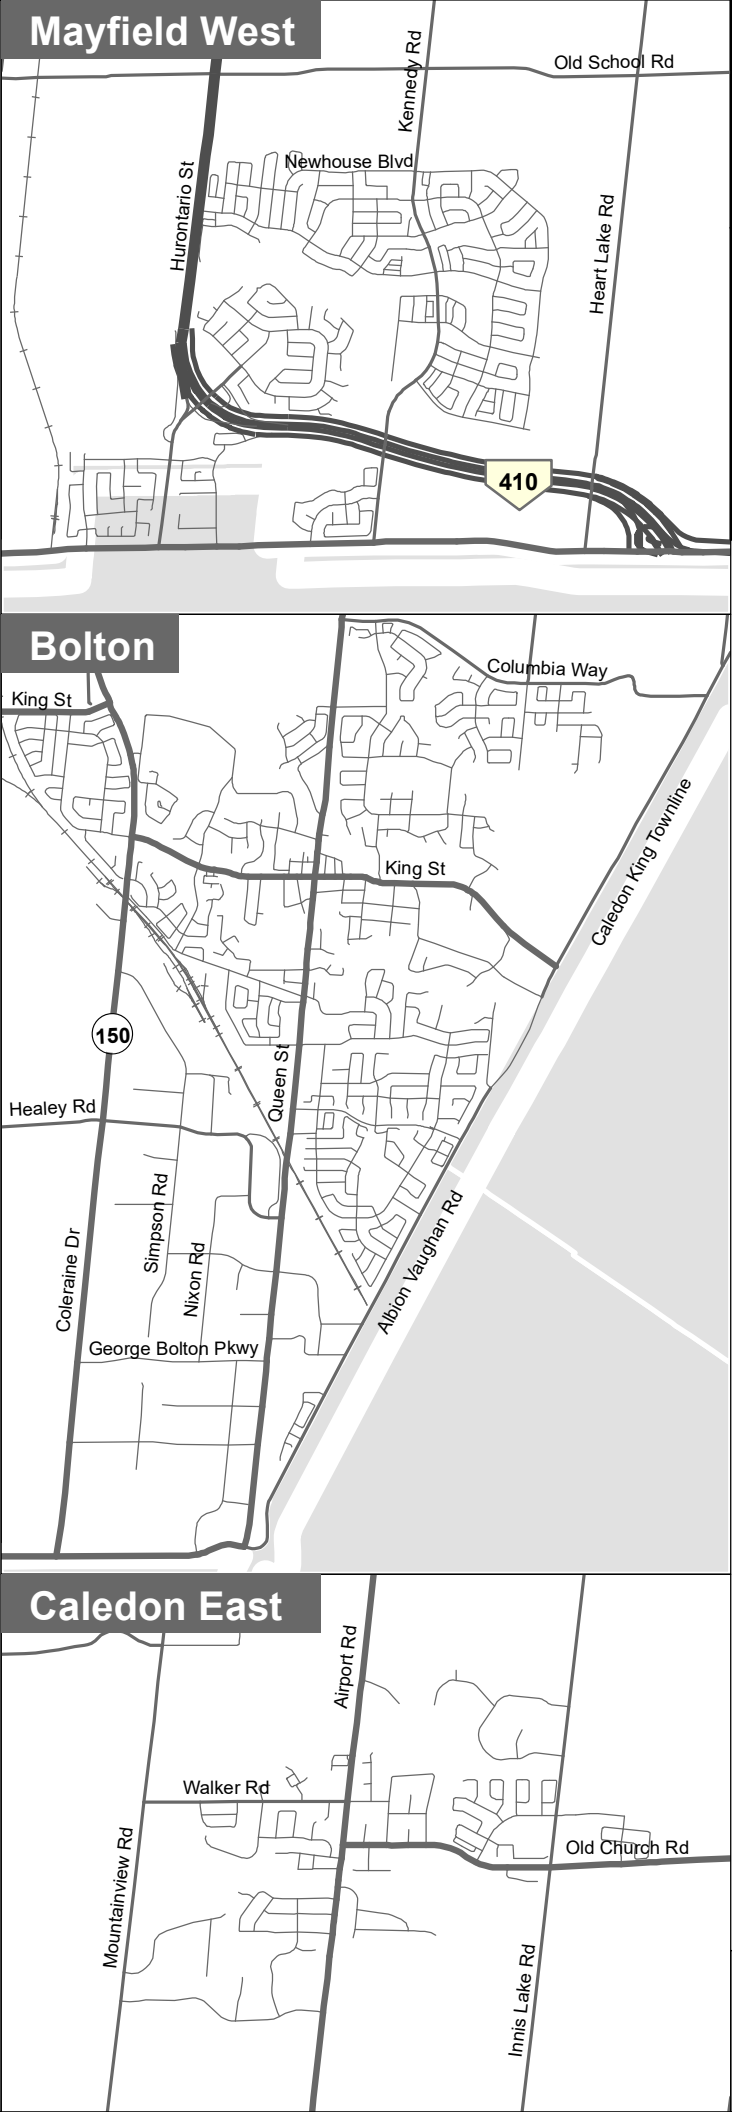 Mayfield West
Kennedy Rd
Old School Rd
Newhouse Blvd
Hurontario St
Heart Lake Rd
410
Bolton
Columbia Way
King St
Caledon King Townline
King St
150
Queen St
Healey Rd
Simpson Rd
Albion Vaughan Rd
Coleraine Dr
Nixon Rd
George Bolton Pkwy
Caledon East
Airport Rd
Walker Rd
Mountainview Rd
Old Church Rd
Innis Lake Rd